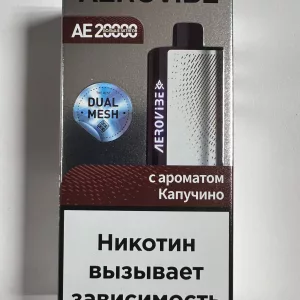 AEROVIBE
AE 20000
DUAL
MESH
AEROVIBE
с ароматом
Капучино
Никотин
вызывает
зависимость